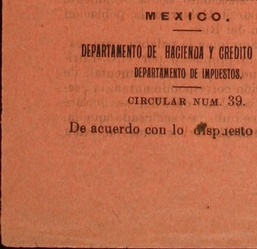 MEXICO.
DEPARTAMENTO DE HACIENDA Y CREDITO
DEPARTAMENTO DE IMPUESTOS.
CIRCULAR NUM. 39.
De acuerdo con lo dispuesto